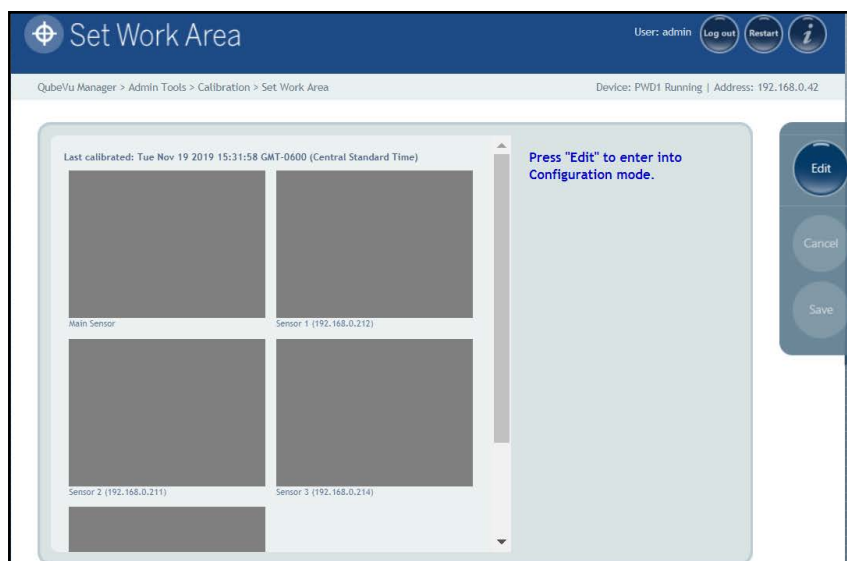 Set Work Area
User: admin
Log out
Restart
i
QubeVu Manager > Admin Tools > Calibration > Set Work Area
Device: PWD1 Running | Address: 192.168.0.42
Last calibrated: Tue Nov 19 2019 15:31:58 GMT-0600 (Central Standard Time)
Press "Edit" to enter into
Configuration mode.
Edit
Cancel
Save
Main Sensor
Sensor 1 (192.168.0.212)
Sensor 2 (192.168.0.211)
Sensor 3 (192.168.0.214)